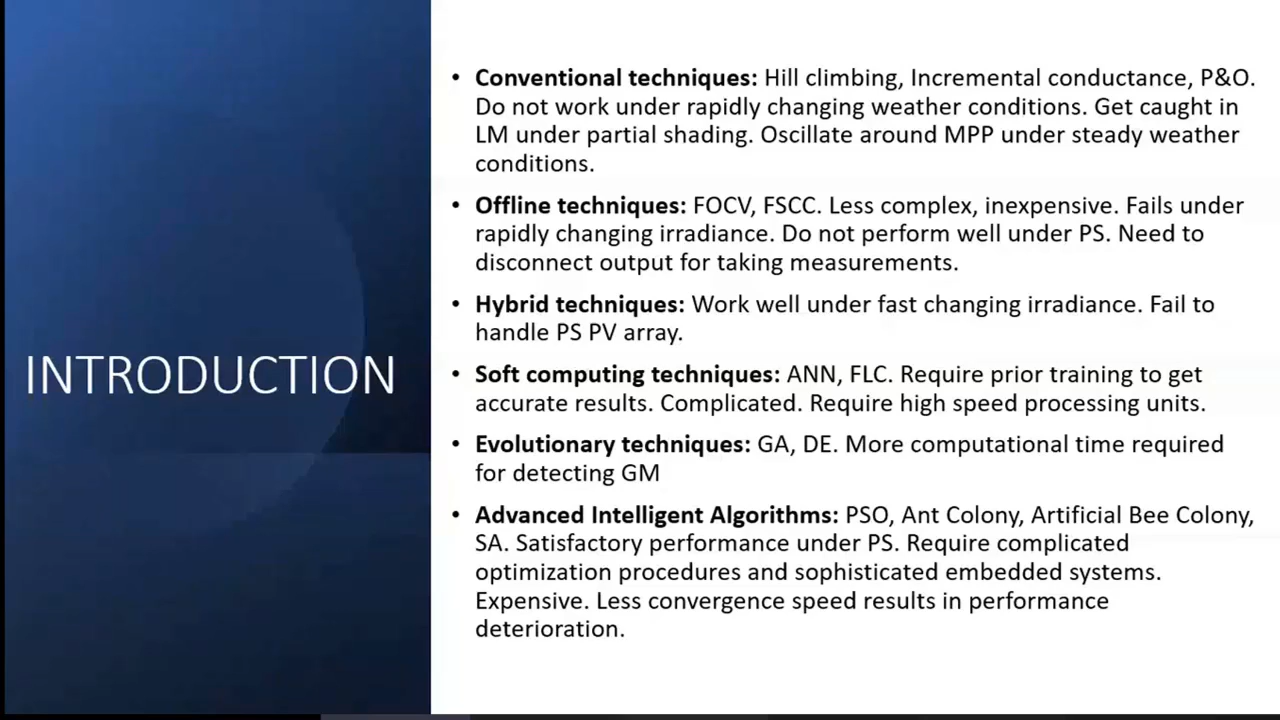 INTRODUCTION
• Conventional techniques: Hill climbing, Incremental conductance, P&O.
Do not work under rapidly changing weather conditions. Get caught in
LM under partial shading. Oscillate around MPP under steady weather
conditions.
• Offline techniques: FOCV, FSCC. Less complex, inexpensive. Fails under
rapidly changing irradiance. Do not perform well under PS. Need to
disconnect output for taking measurements.
• Hybrid techniques: Work well under fast changing irradiance. Fail to
handle PS PV array.
• Soft computing techniques: ANN, FLC. Require prior training to get
accurate results. Complicated. Require high speed processing units.
• Evolutionary techniques: GA, DE. More computational time required
for detecting GM
• Advanced Intelligent Algorithms: PSO, Ant Colony, Artificial Bee Colony,
SA. Satisfactory performance under PS. Require complicated
optimization procedures and sophisticated embedded systems.
Expensive. Less convergence speed results in performance
deterioration.